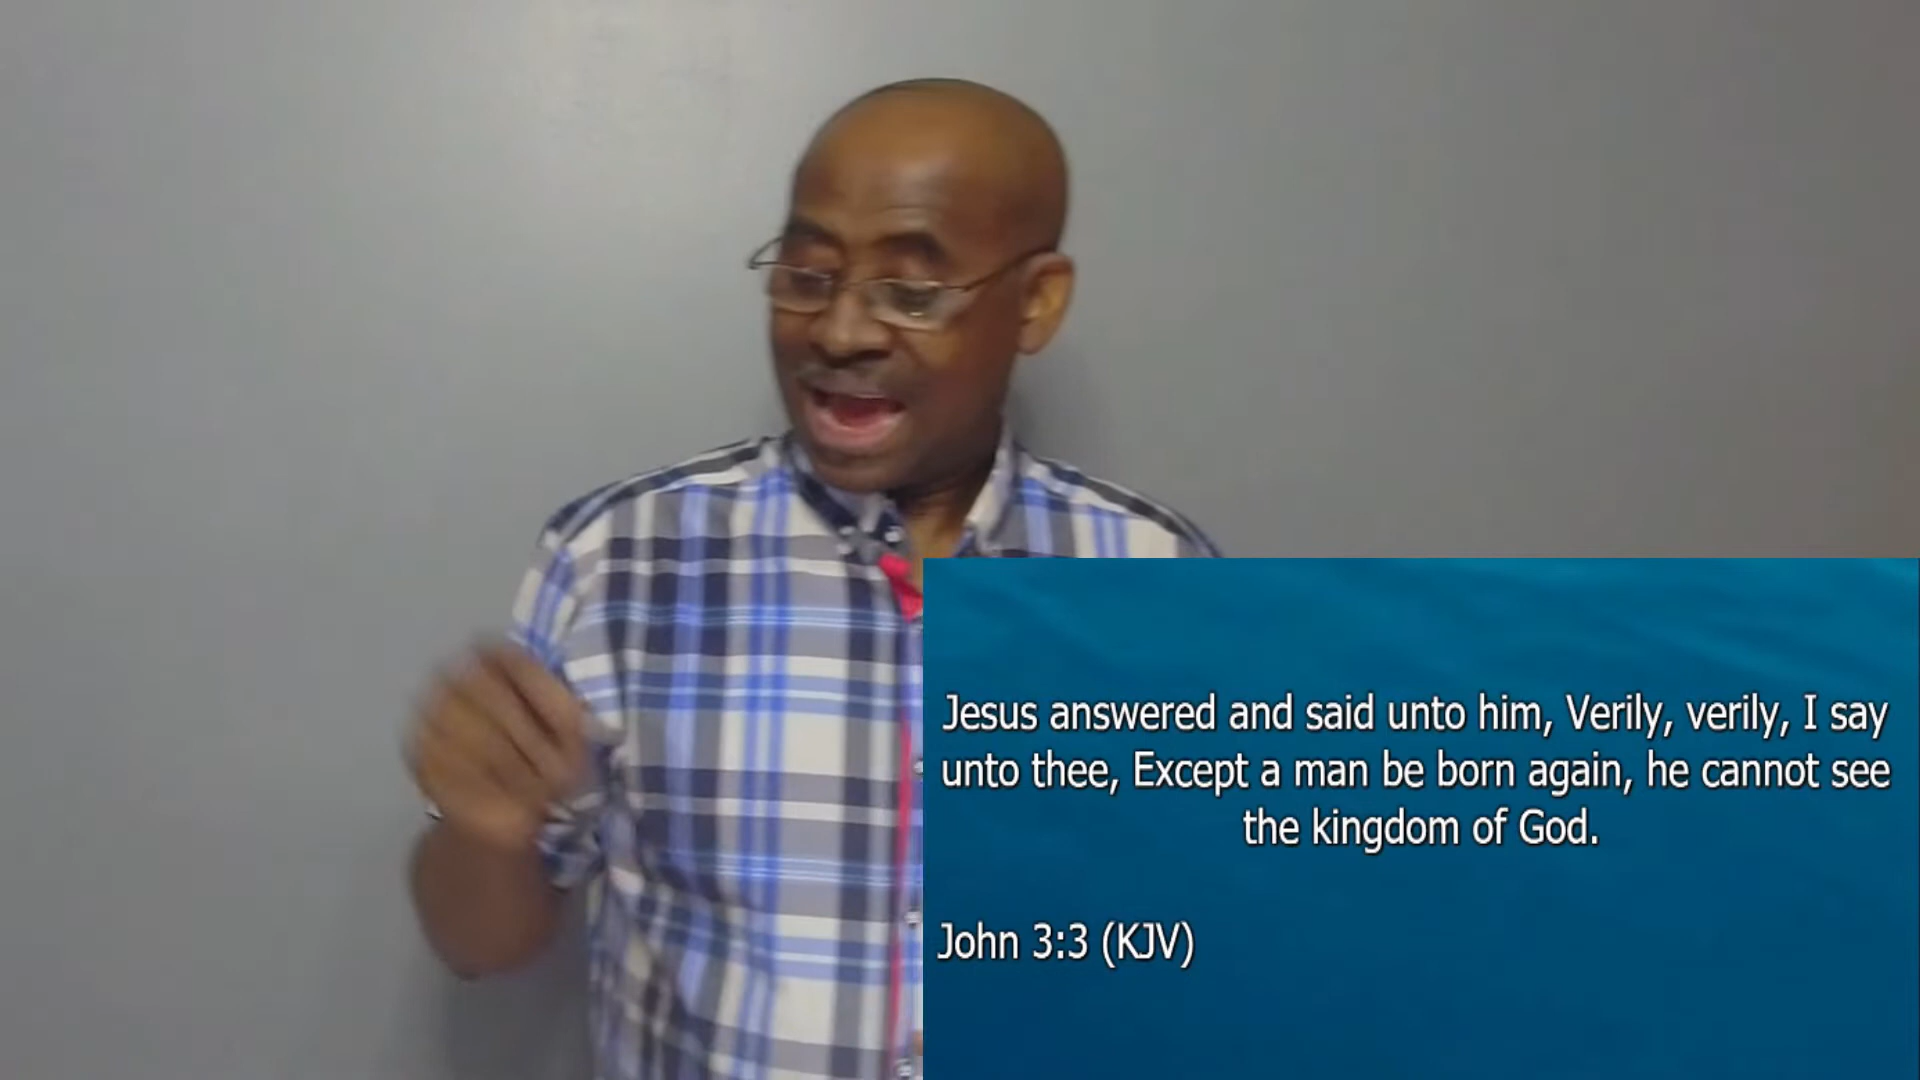 Jesus answered and said unto him, Verily, verily, I say
unto thee, Except a man be born again, he cannot see
the kingdom of God.
John 3:3 (KJV)